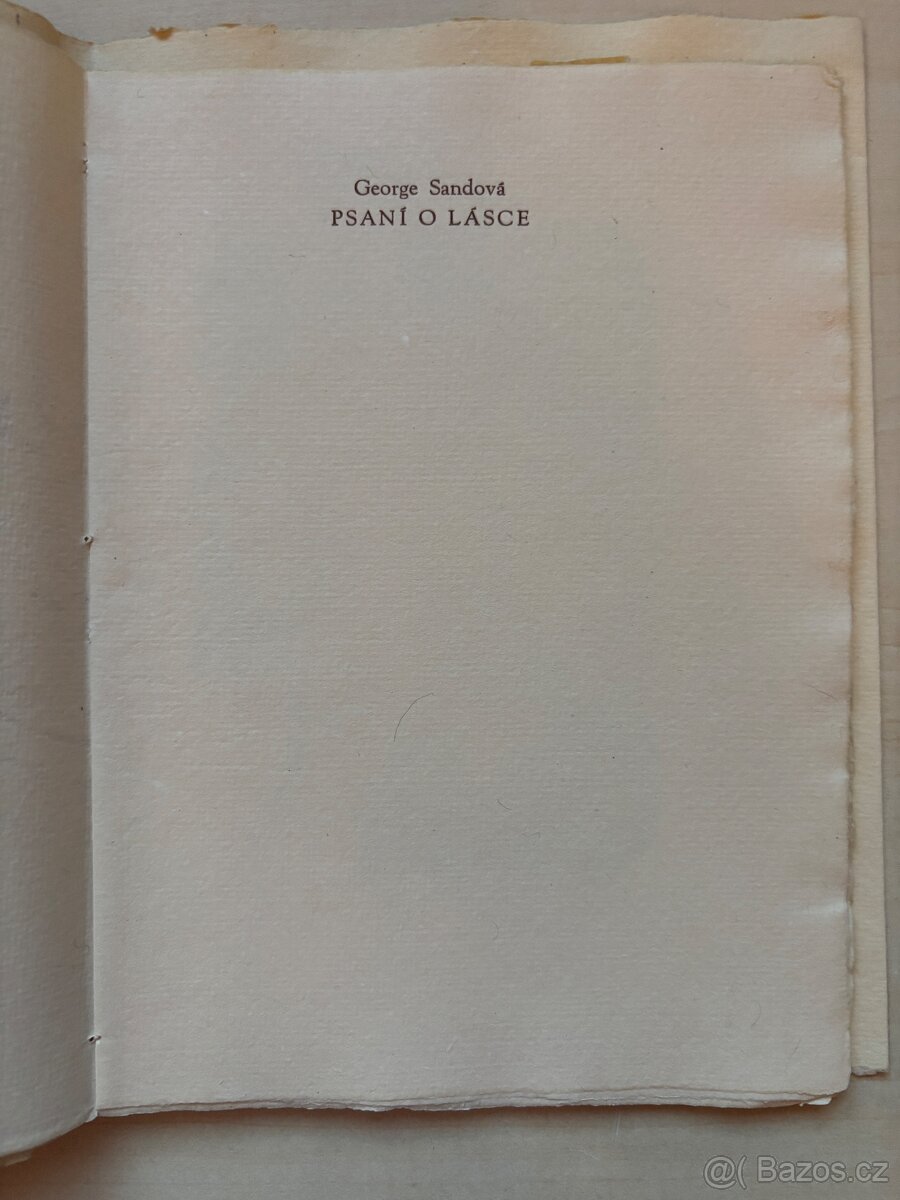 George Sandová
PSANÍ O LÁSCE
@( Bazos.cz